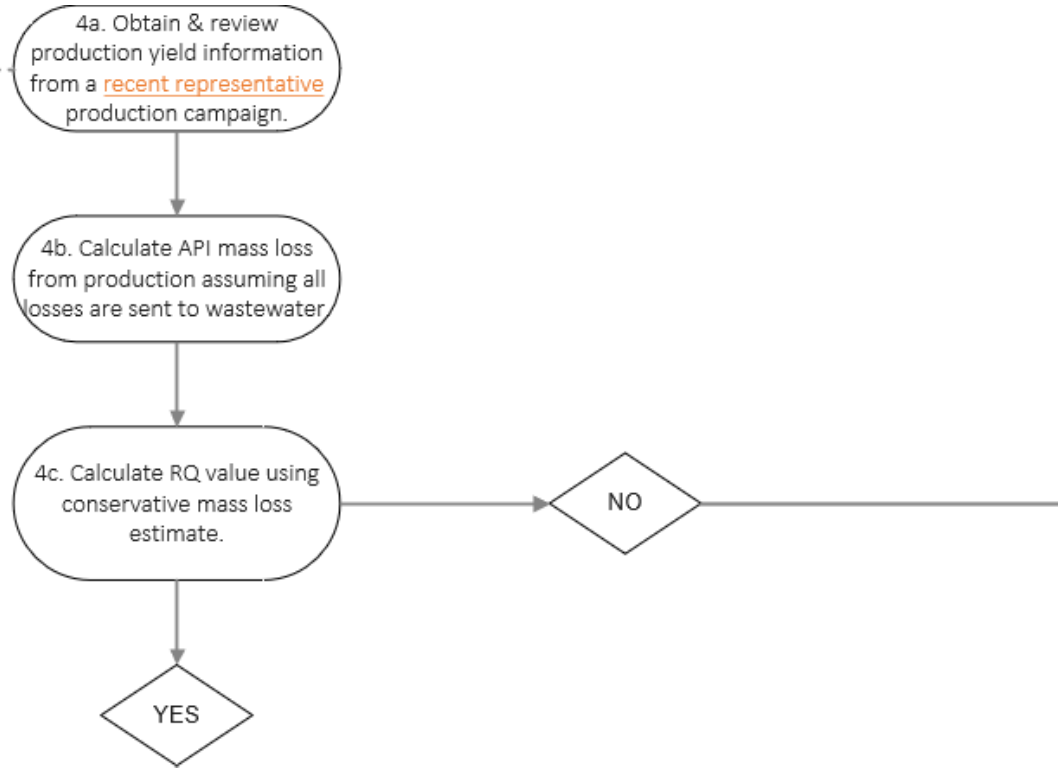 4a. Obtain & review
production yield information
from a recent representative
production campaign.
4b. Calculate API mass loss
from production assuming all
losses are sent to wastewater
4c. Calculate RQ value using
conservative mass loss
estimate.
NO
YES